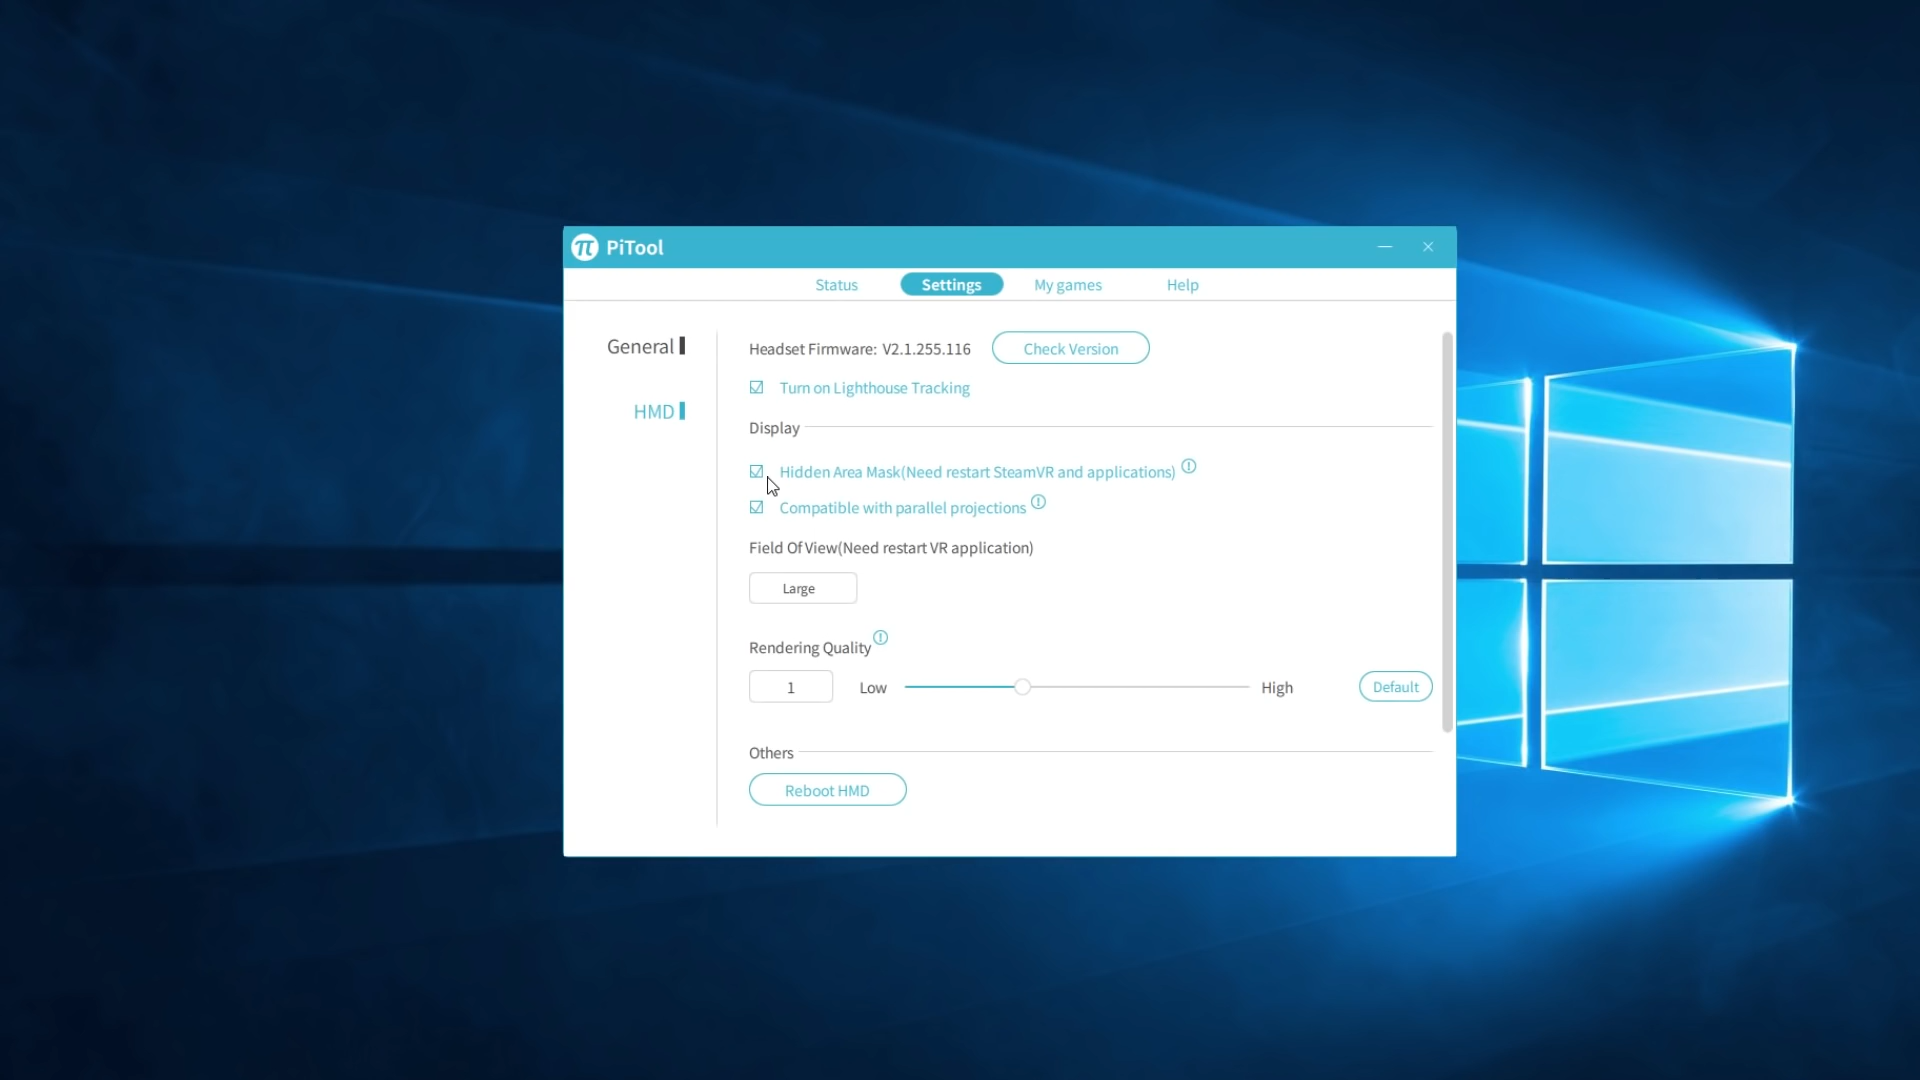 π PiTool
Status Settings My games Help
General
HMD
Headset Firmware: V2.1.255.116 Check Version
Turn on Lighthouse Tracking
Display
Hidden Area Mask(Need restart SteamVR and applications)
Compatible with parallel projections
Field Of View(Need restart VR application)
Large
Rendering Quality
1 Low High Default
Others
Reboot HMD